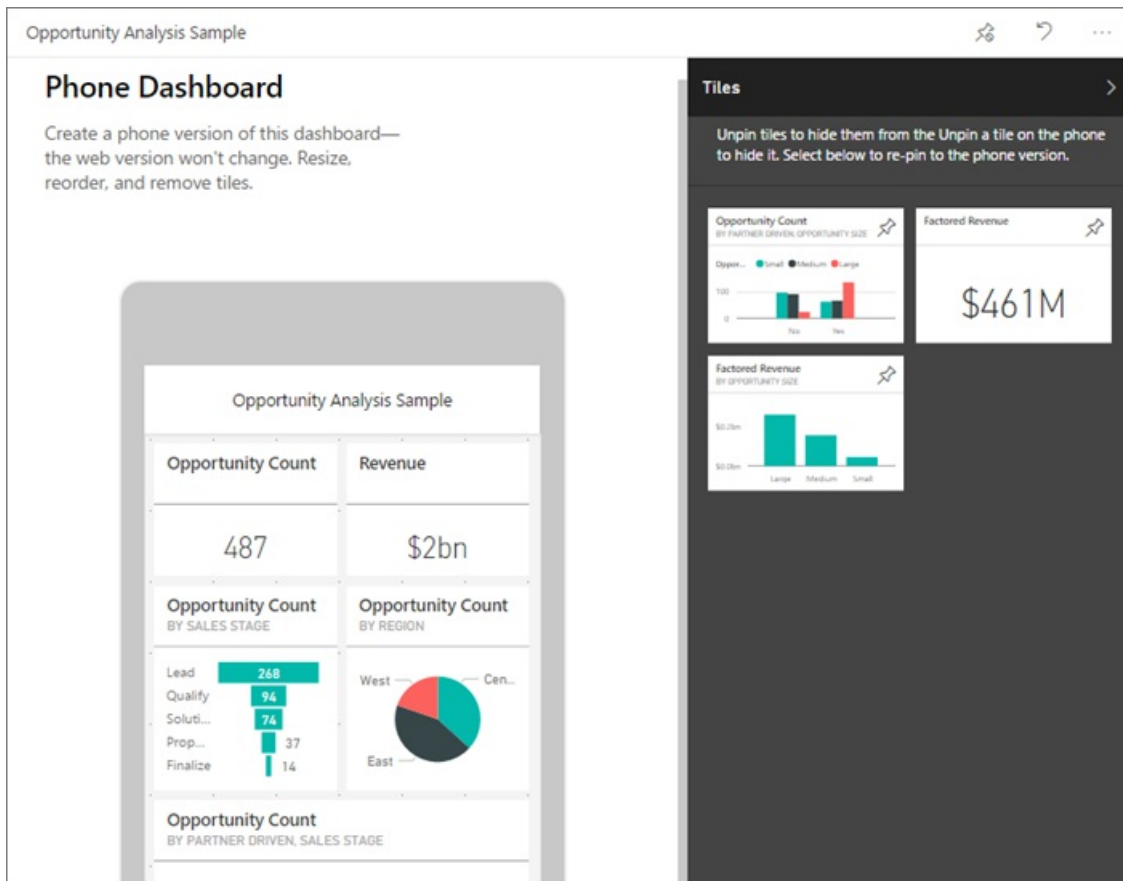 Opportunity Analysis Sample
Phone Dashboard
Create a phone version of this dashboard—
the web version won't change. Resize,
reorder, and remove tiles.
Opportunity Analysis Sample
Opportunity Count
487
Revenue
$2bn
Opportunity Count
BY SALES STAGE
Lead 268
Qualify 94
Soluti... 74
Prop... 37
Finalize 14
Opportunity Count
BY REGION
West
Cen...
East
Opportunity Count
BY PARTNER DRIVEN, SALES STAGE
Tiles
Unpin tiles to hide them from the Unpin a tile on the phone
to hide it. Select below to re-pin to the phone version.
Opportunity Count
BY PARTNER DRIVEN, OPPORTUNITY SIZE
Oppor... Small Medium Large
100
0
No Yes
Factored Revenue
$461M
Factored Revenue
BY OPPORTUNITY SIZE
$0.2bn
$0.0bn
Large Medium Small